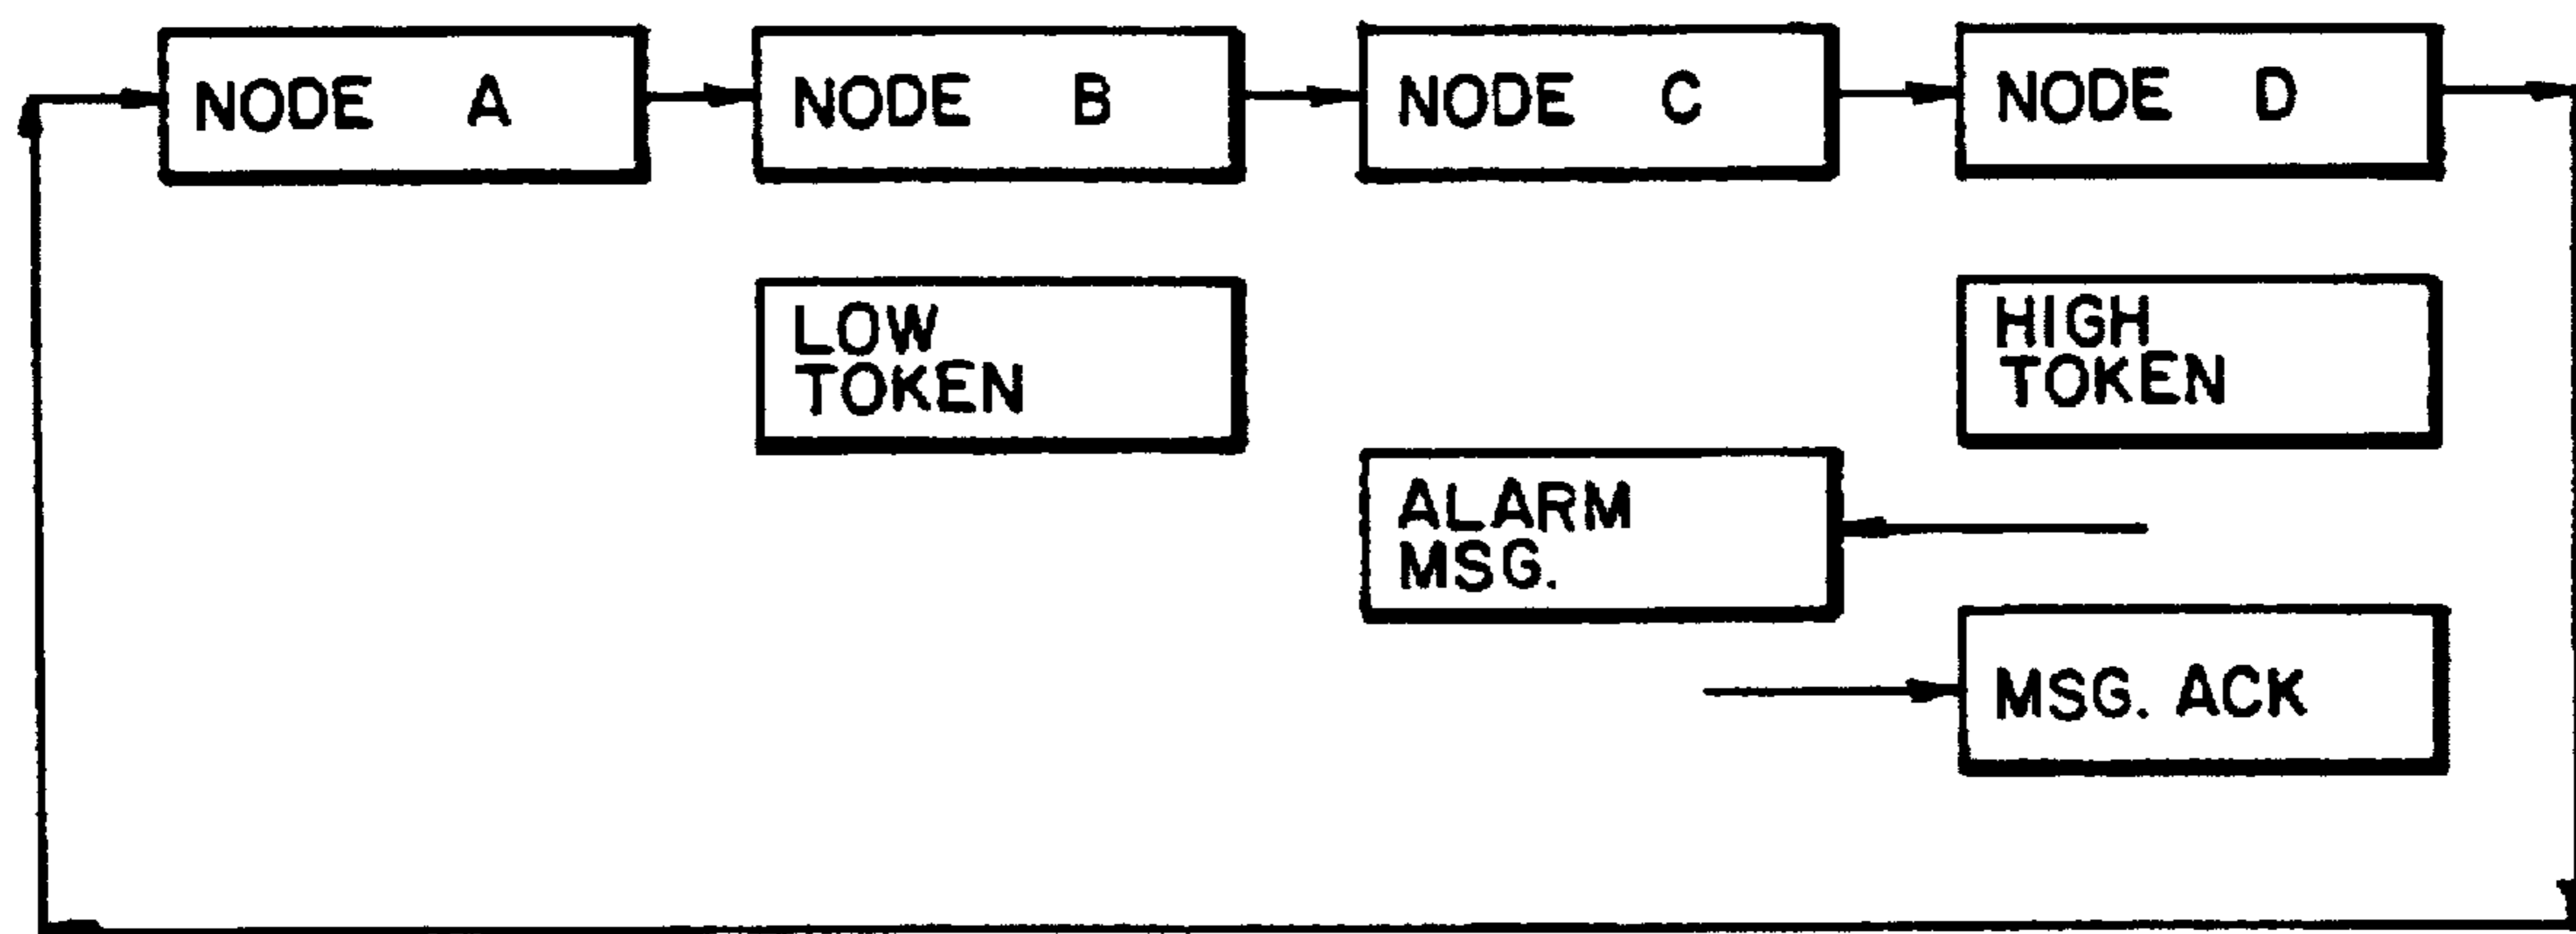 NODE A
NODE B
NODE C
NODE D
LOW
TOKEN
HIGH
TOKEN
ALARM
MSG.
MSG. ACK